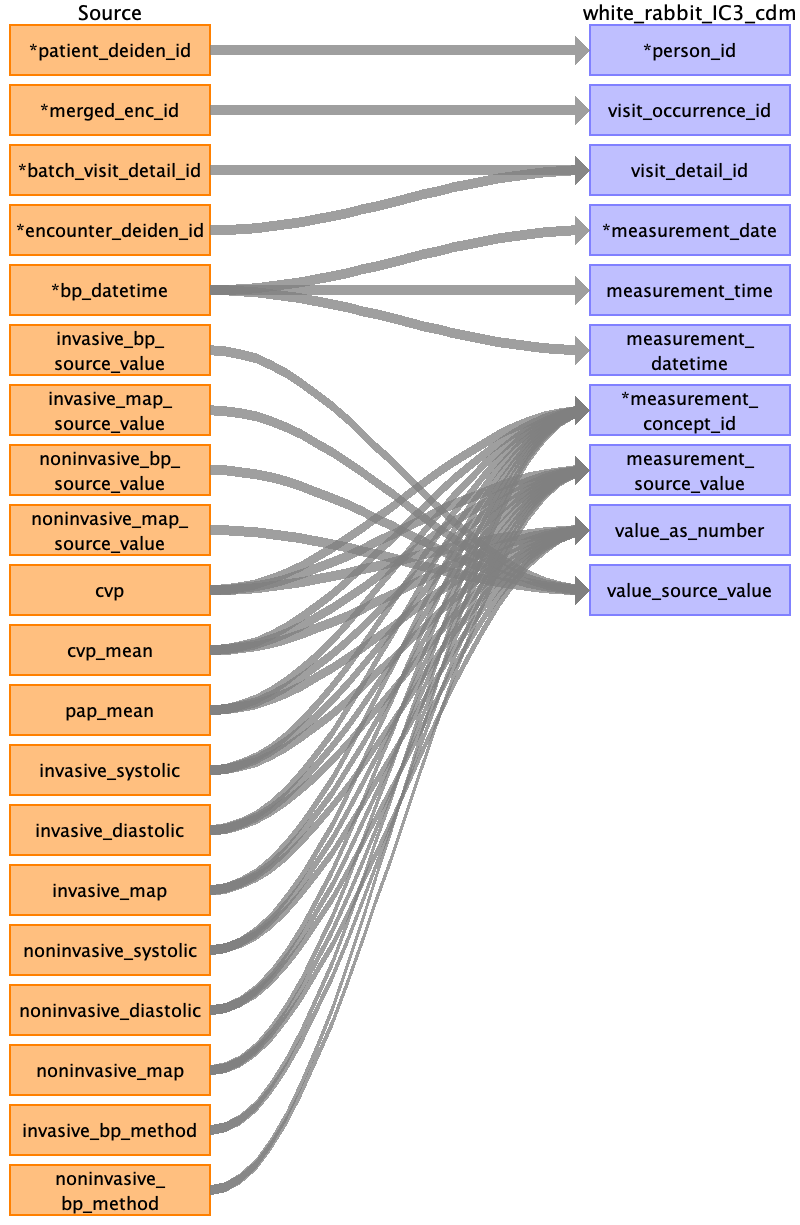 Source
white_rabbit_IC3_cdm
*patient_deiden_id
*person_id
*merged_enc_id
visit_occurrence_id
*batch_visit_detail_id
visit_detail_id
*encounter_deiden_id
*measurement_date
*bp_datetime
measurement_time
invasive_bp_
source_value
measurement_
datetime
invasive_map_
source_value
*measurement_
concept_id
noninvasive_bp_
source_value
measurement_
source_value
noninvasive_map_
source_value
value_as_number
cvp
value_source_value
cvp_mean
pap_mean
invasive_systolic
invasive_diastolic
invasive_map
noninvasive_systolic
noninvasive_diastolic
noninvasive_map
invasive_bp_method
noninvasive_
bp_method